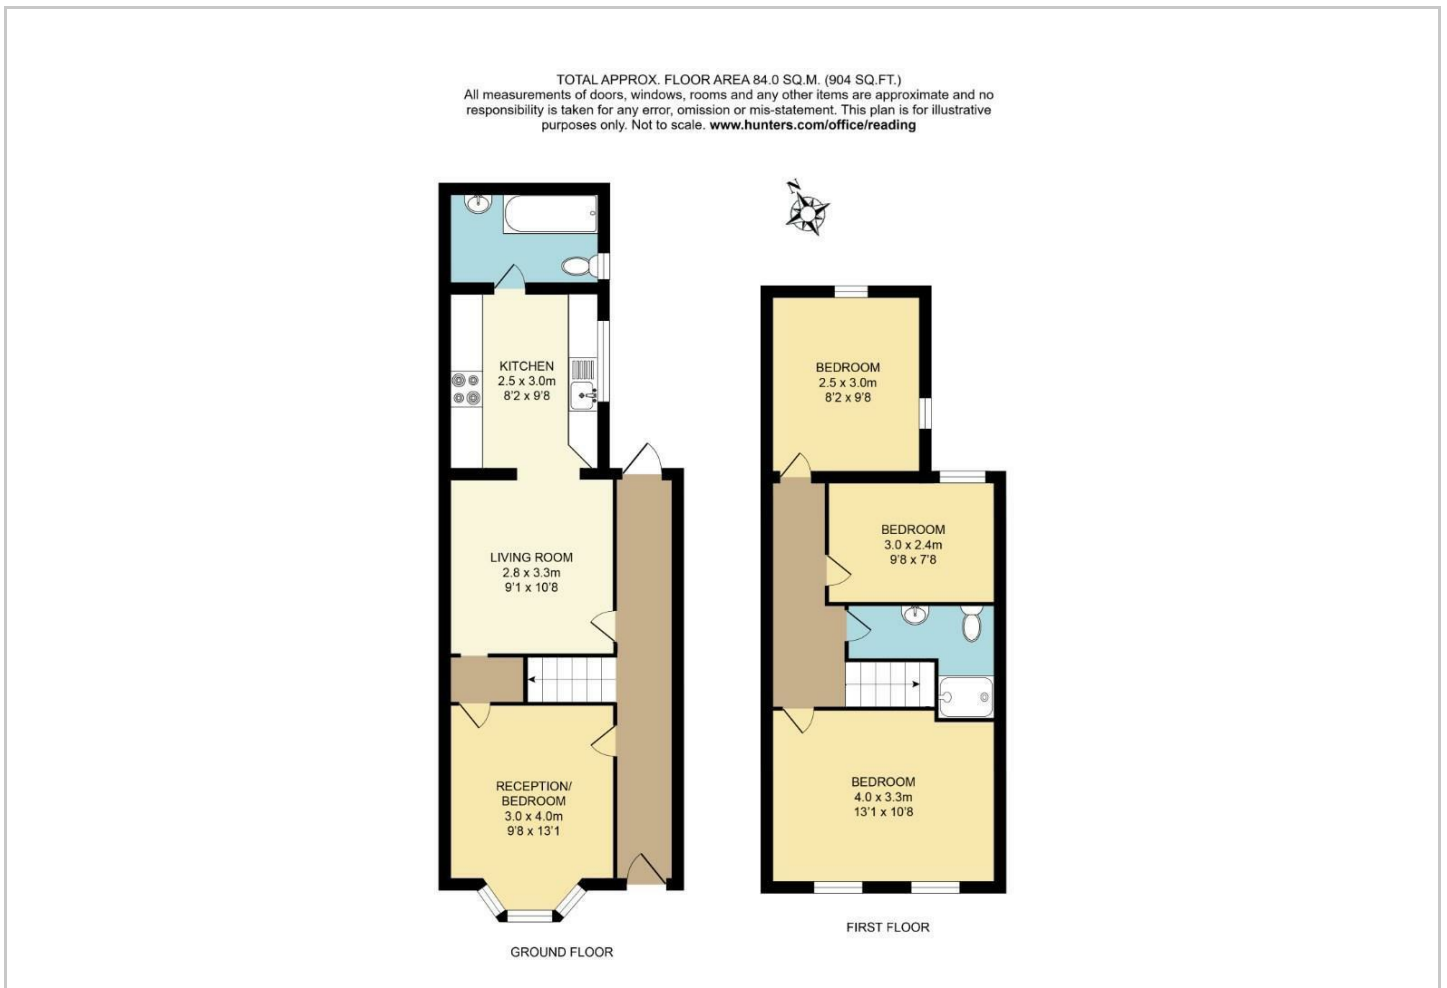 TOTAL APPROX. FLOOR AREA 84.0 SQ.M. (904 SQ.FT.)
All measurements of doors, windows, rooms and any other items are approximate and no
responsibility is taken for any error, omission or mis-statement. This plan is for illustrative
purposes only. Not to scale. www.hunters.com/office/reading
N
KITCHEN
2.5 x 3.0m
8'2 x 9'8
LIVING ROOM
2.8 x 3.3m
9'1 x 10'8
RECEPTION/
BEDROOM
3.0 x 4.0m
9'8 x 13'1
GROUND FLOOR
BEDROOM
2.5 x 3.0m
8'2 x 9'8
BEDROOM
3.0 x 2.4m
9'8 x 7'8
BEDROOM
4.0 x 3.3m
13'1 x 10'8
FIRST FLOOR